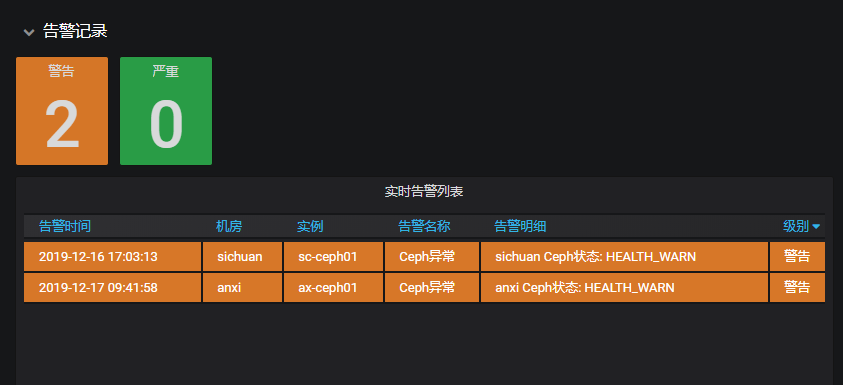 告警记录
警告 严重
2 0
实时告警列表
告警时间 机房 实例 告警名称 告警明细 级别
2019-12-16 17:03:13 sichuan sc-ceph01 Ceph异常 sichuan Ceph状态: HEALTH_WARN 警告
2019-12-17 09:41:58 anxi ax-ceph01 Ceph异常 anxi Ceph状态: HEALTH_WARN 警告